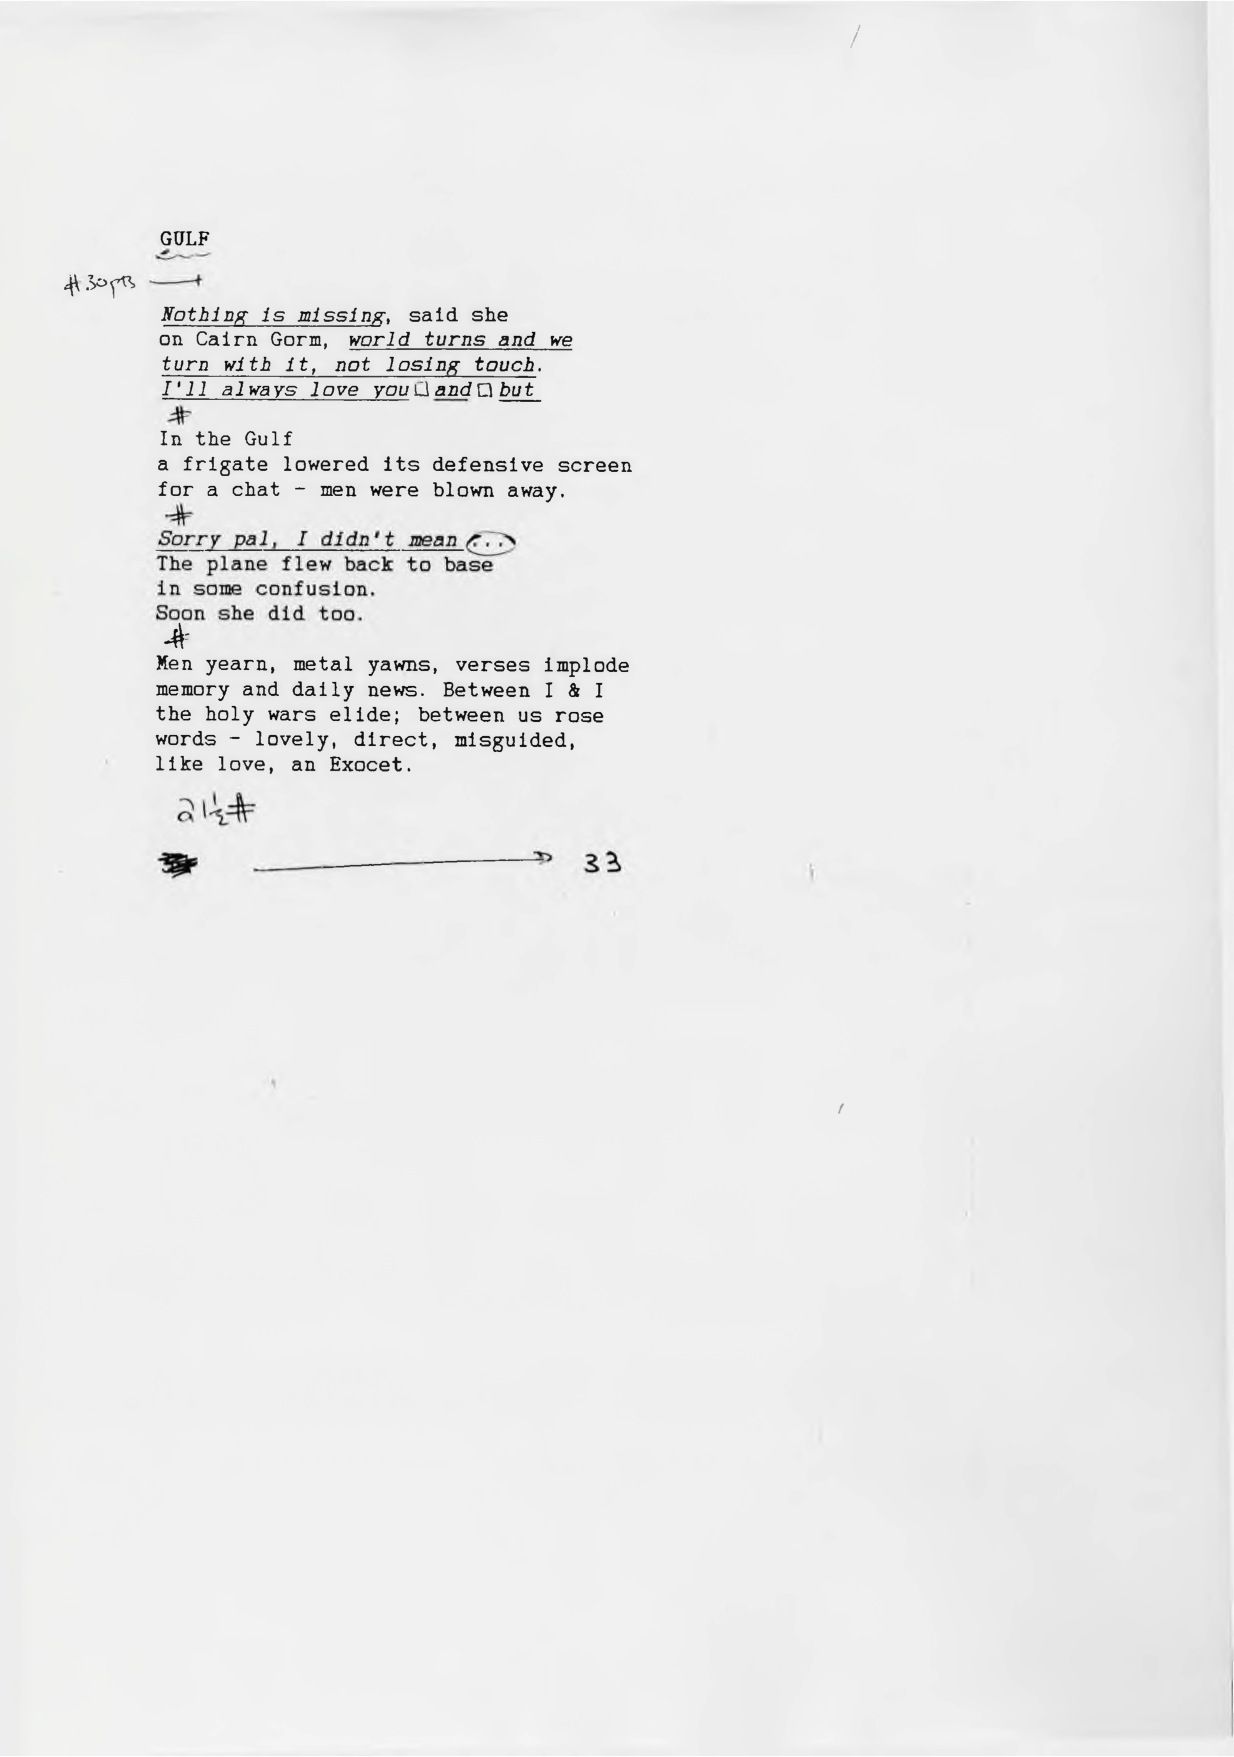 GULF
# 30pts
Nothing is missing, said she
on Cairn Gorm, world turns and we
turn with it, not losing touch.
I'll always love you □ and □ but
#
In the Gulf
a frigate lowered its defensive screen
for a chat - men were blown away.
#
Sorry pal, I didn't mean ...
The plane flew back to base
in some confusion.
Soon she did too.
#
Men yearn, metal yawns, verses implode
memory and daily news. Between I & I
the holy wars elide; between us rose
words - lovely, direct, misguided,
like love, an Exocet.
1½ #
33